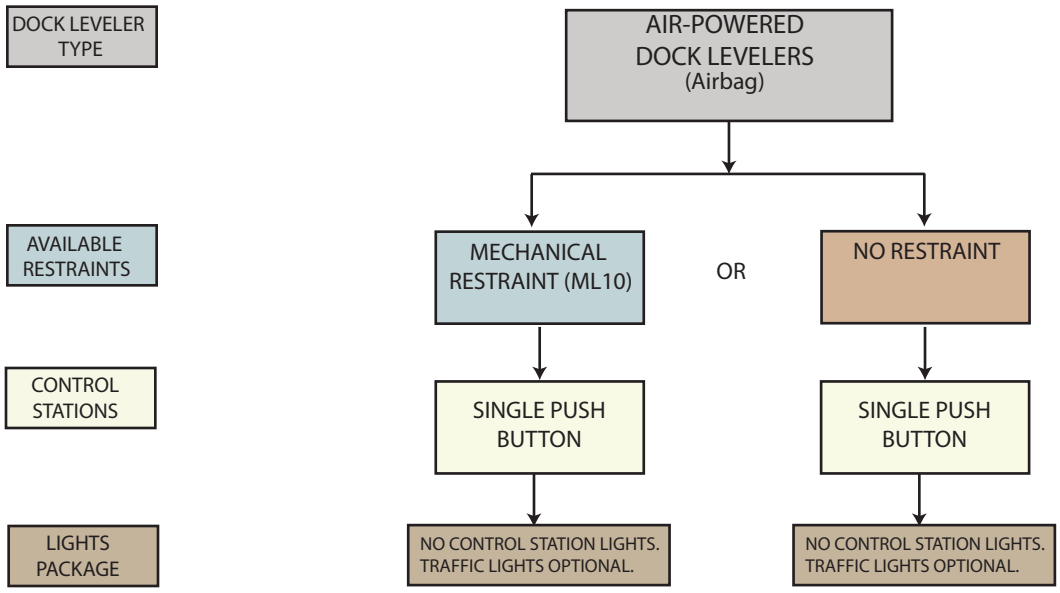 DOCK LEVELER
TYPE
AIR-POWERED
DOCK LEVELERS
(Airbag)
AVAILABLE
RESTRAINTS
MECHANICAL
RESTRAINT (ML10)
OR
NO RESTRAINT
CONTROL
STATIONS
SINGLE PUSH
BUTTON
SINGLE PUSH
BUTTON
LIGHTS
PACKAGE
NO CONTROL STATION LIGHTS.
TRAFFIC LIGHTS OPTIONAL.
NO CONTROL STATION LIGHTS.
TRAFFIC LIGHTS OPTIONAL.